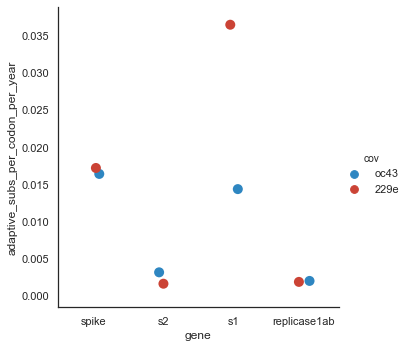 adaptive_subs_per_codon_per_year
0.035
0.030
0.025
0.020
0.015
0.010
0.005
0.000
spike
s2
s1
replicase1ab
gene
cov
oc43
229e